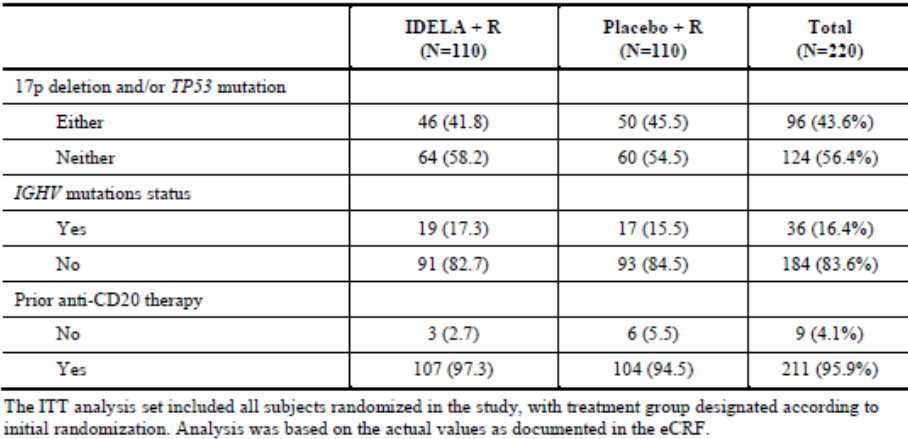 IDELA + R Placebo + R Total
(N=110) (N=110) (N=220)
17p deletion and/or TP53 mutation
Either 46 (41.8) 50 (45.5) 96 (43.6%)
Neither 64 (58.2) 60 (54.5) 124 (56.4%)
IGHV mutations status
Yes 19 (17.3) 17 (15.5) 36 (16.4%)
No 91 (82.7) 93 (84.5) 184 (83.6%)
Prior anti-CD20 therapy
No 3 (2.7) 6 (5.5) 9 (4.1%)
Yes 107 (97.3) 104 (94.5) 211 (95.9%)
The ITT analysis set included all subjects randomized in the study, with treatment group designated according to
initial randomization. Analysis was based on the actual values as documented in the eCRF.